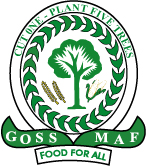 CUT ONE - PLANT FIVE TREES
GOSS MAF
FOOD FOR ALL